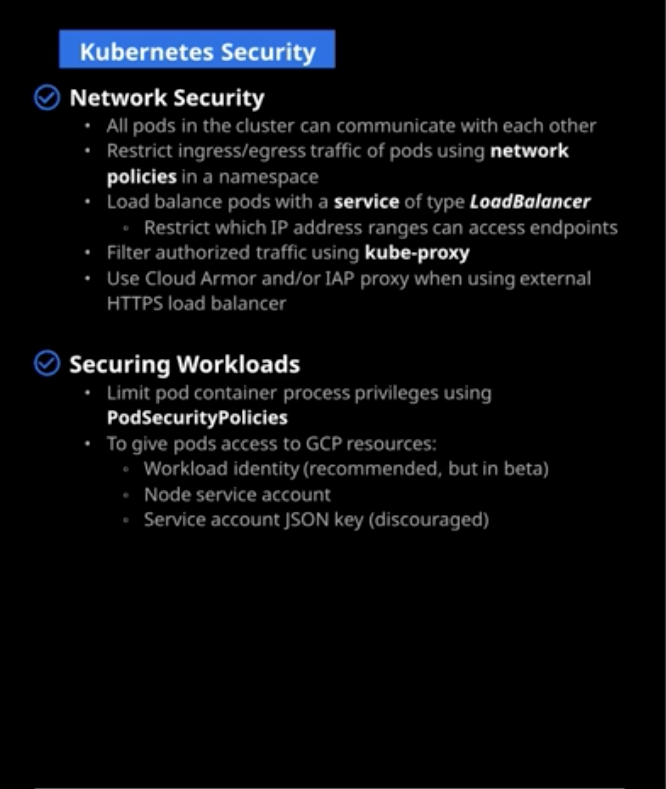 Kubernetes Security
Network Security
• All pods in the cluster can communicate with each other
• Restrict ingress/egress traffic of pods using network
policies in a namespace
• Load balance pods with a service of type LoadBalancer
◦ Restrict which IP address ranges can access endpoints
• Filter authorized traffic using kube-proxy
• Use Cloud Armor and/or IAP proxy when using external
HTTPS load balancer
Securing Workloads
• Limit pod container process privileges using
PodSecurityPolicies
• To give pods access to GCP resources:
◦ Workload identity (recommended, but in beta)
◦ Node service account
◦ Service account JSON key (discouraged)